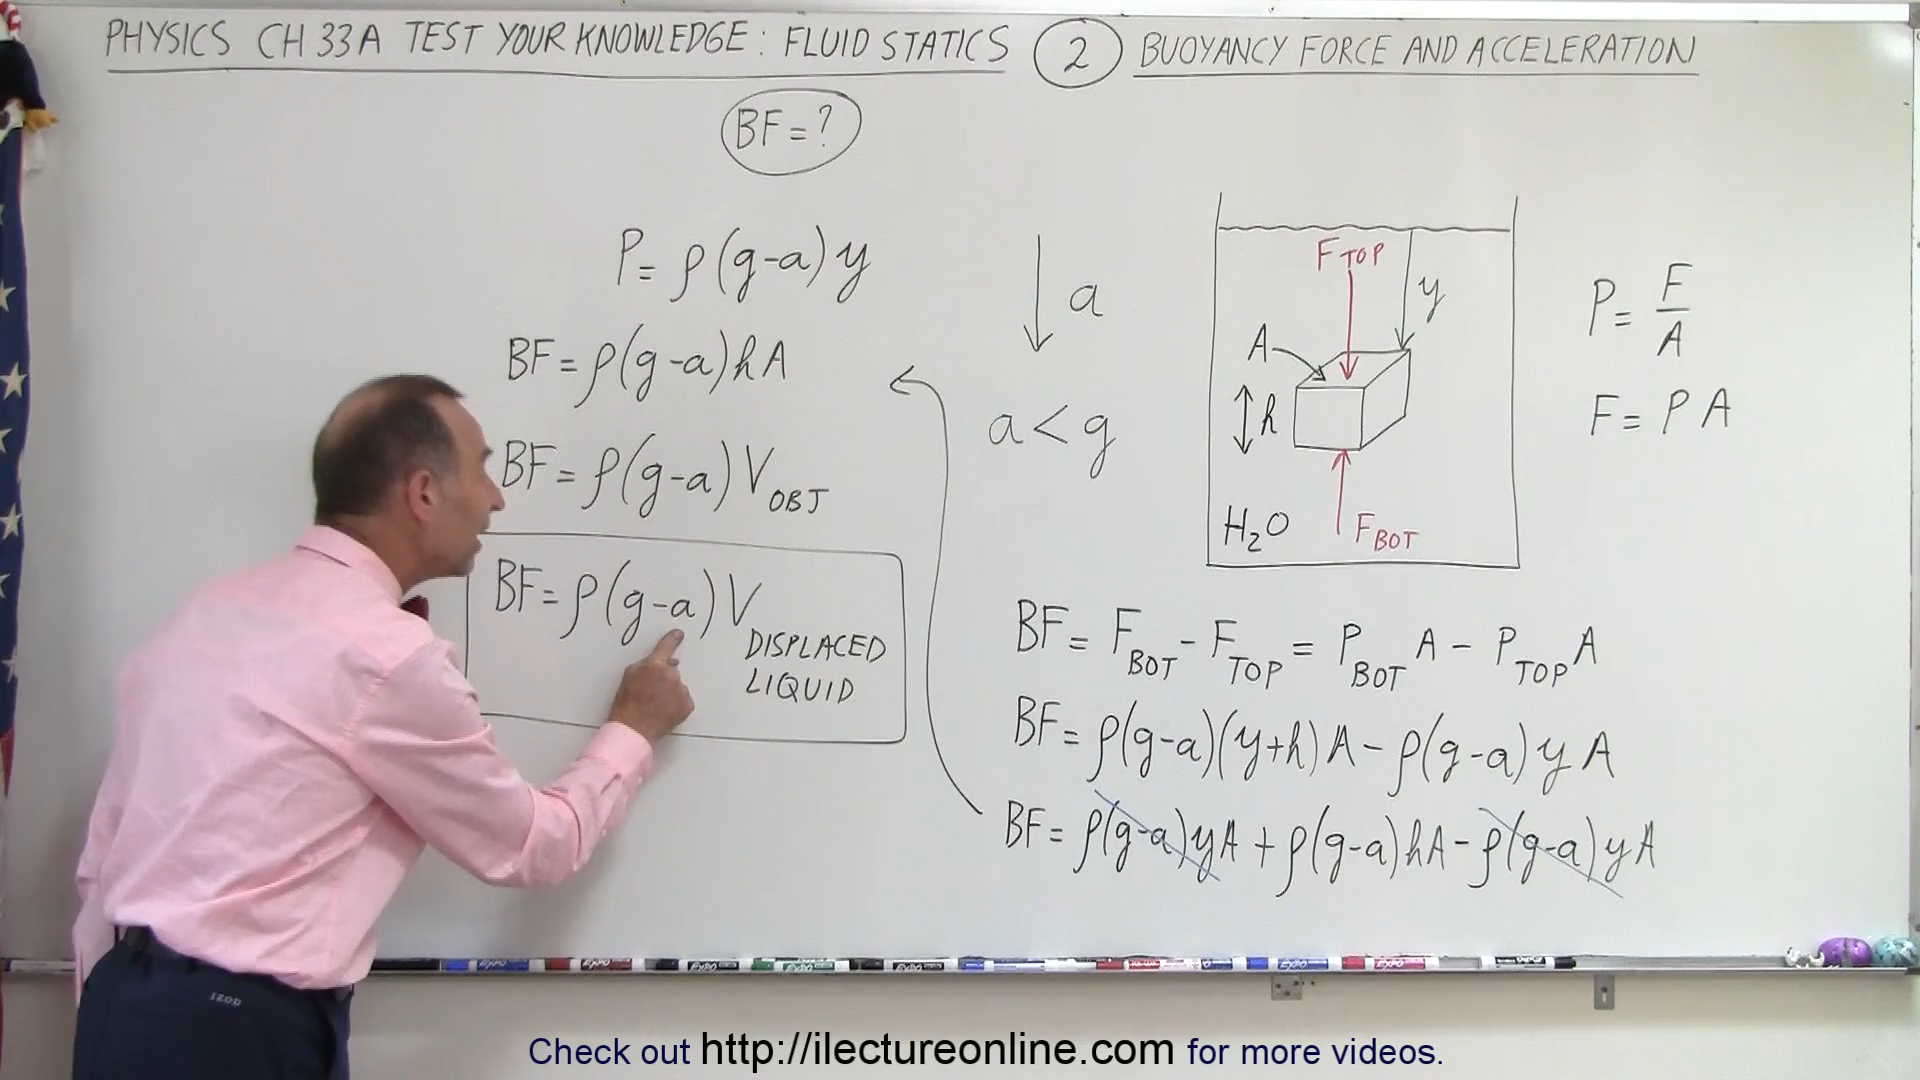 PHYSICS CH 33A TEST YOUR KNOWLEDGE: FLUID STATICS 2 BUOYANCY FORCE AND ACCELERATION
BF = ?
P = ρ(g-a)y
BF = ρ(g-a)hA
BF = ρ(g-a)V OBJ
BF = ρ(g-a)V DISPLACED
LIQUID
a
a < g
F TOP
y
A
h
H₂O
F BOT
P = F/A
F = PA
BF = F BOT - F TOP = P BOT A - P TOP A
BF = ρ(g-a)(y+h)A - ρ(g-a)yA
BF = ρ(g-a)yA + ρ(g-a)hA - ρ(g-a)yA
EXPO
IZOD
Check out http://ilectureonline.com for more videos.